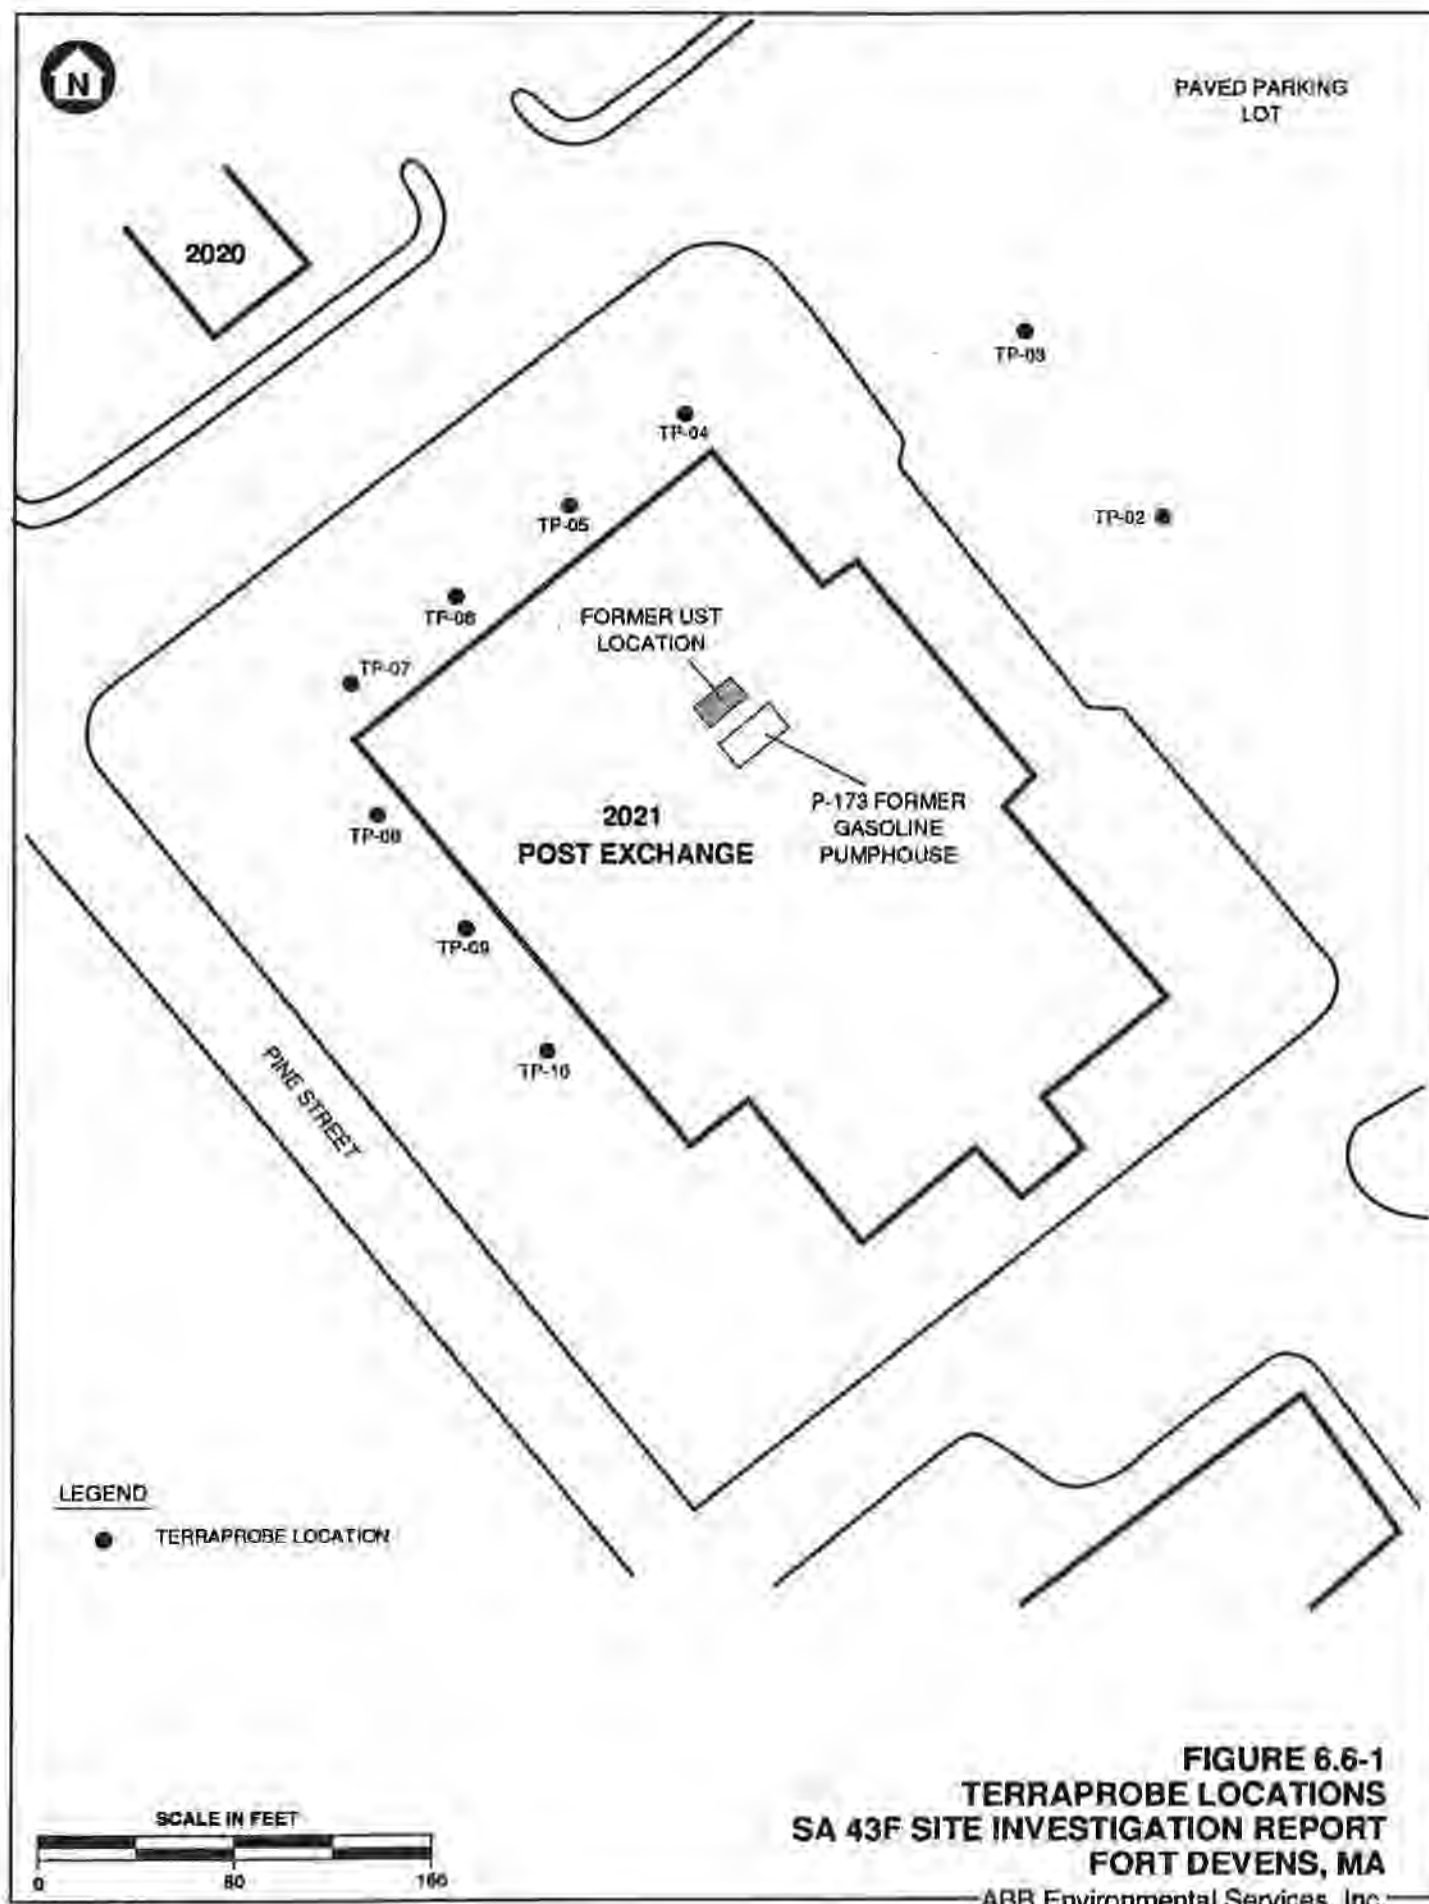 N
PAVED PARKING
LOT
2020
TP-03
TP-04
TP-05
TP-02
TP-06
FORMER UST
LOCATION
TP-07
P-173 FORMER
GASOLINE
PUMPHOUSE
2021
POST EXCHANGE
TP-08
TP-09
TP-10
PINE STREET
LEGEND
TERRAPROBE LOCATION
SCALE IN FEET
0 80 160
FIGURE 6.6-1
TERRAPROBE LOCATIONS
SA 43F SITE INVESTIGATION REPORT
FORT DEVENS, MA
ABB Environmental Services, Inc.